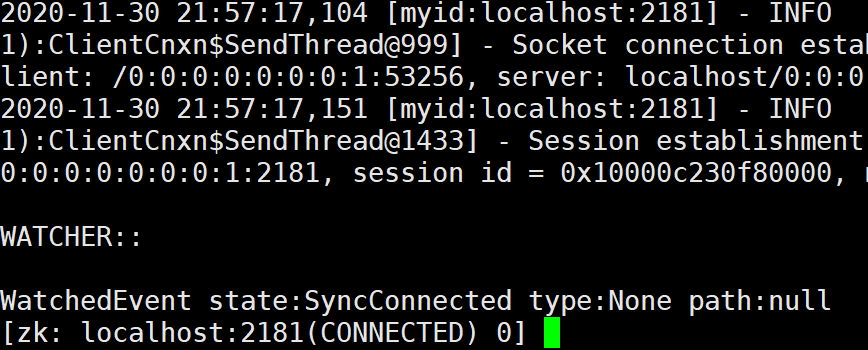 2020-11-30 21:57:17,104 [myid:localhost:2181] - INFO
1):ClientCnxn$SendThread@999] - Socket connection esta
lient: /0:0:0:0:0:0:0:1:53256, server: localhost/0:0:0
2020-11-30 21:57:17,151 [myid:localhost:2181] - INFO
1):ClientCnxn$SendThread@1433] - Session establishment
0:0:0:0:0:0:0:1:2181, session id = 0x10000c230f80000,
WATCHER::
WatchedEvent state:SyncConnected type:None path:null
[zk: localhost:2181(CONNECTED) 0]